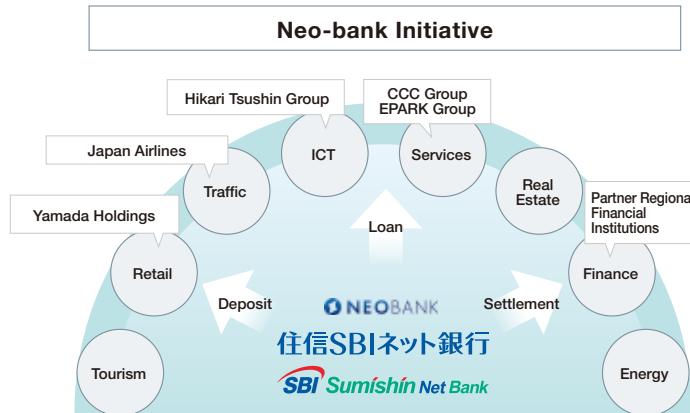 Neo-bank Initiative
Hikari Tsushin Group
CCC Group
EPARK Group
Japan Airlines
ICT
Services
Traffic
Real
Estate
Partner Regional
Financial
Institutions
Yamada Holdings
Loan
Retail
Finance
Deposit
NEOBANK
Settlement
住信SBIネット銀行
Tourism
SBI Sumishin Net Bank
Energy